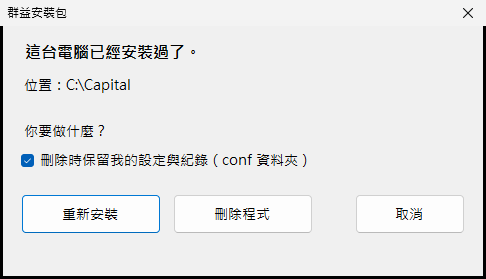 群益安裝包
這台電腦已經安裝過了。
位置：C:\Capital
你要做什麼？
刪除時保留我的設定與紀錄（conf 資料夾）
重新安裝
刪除程式
取消